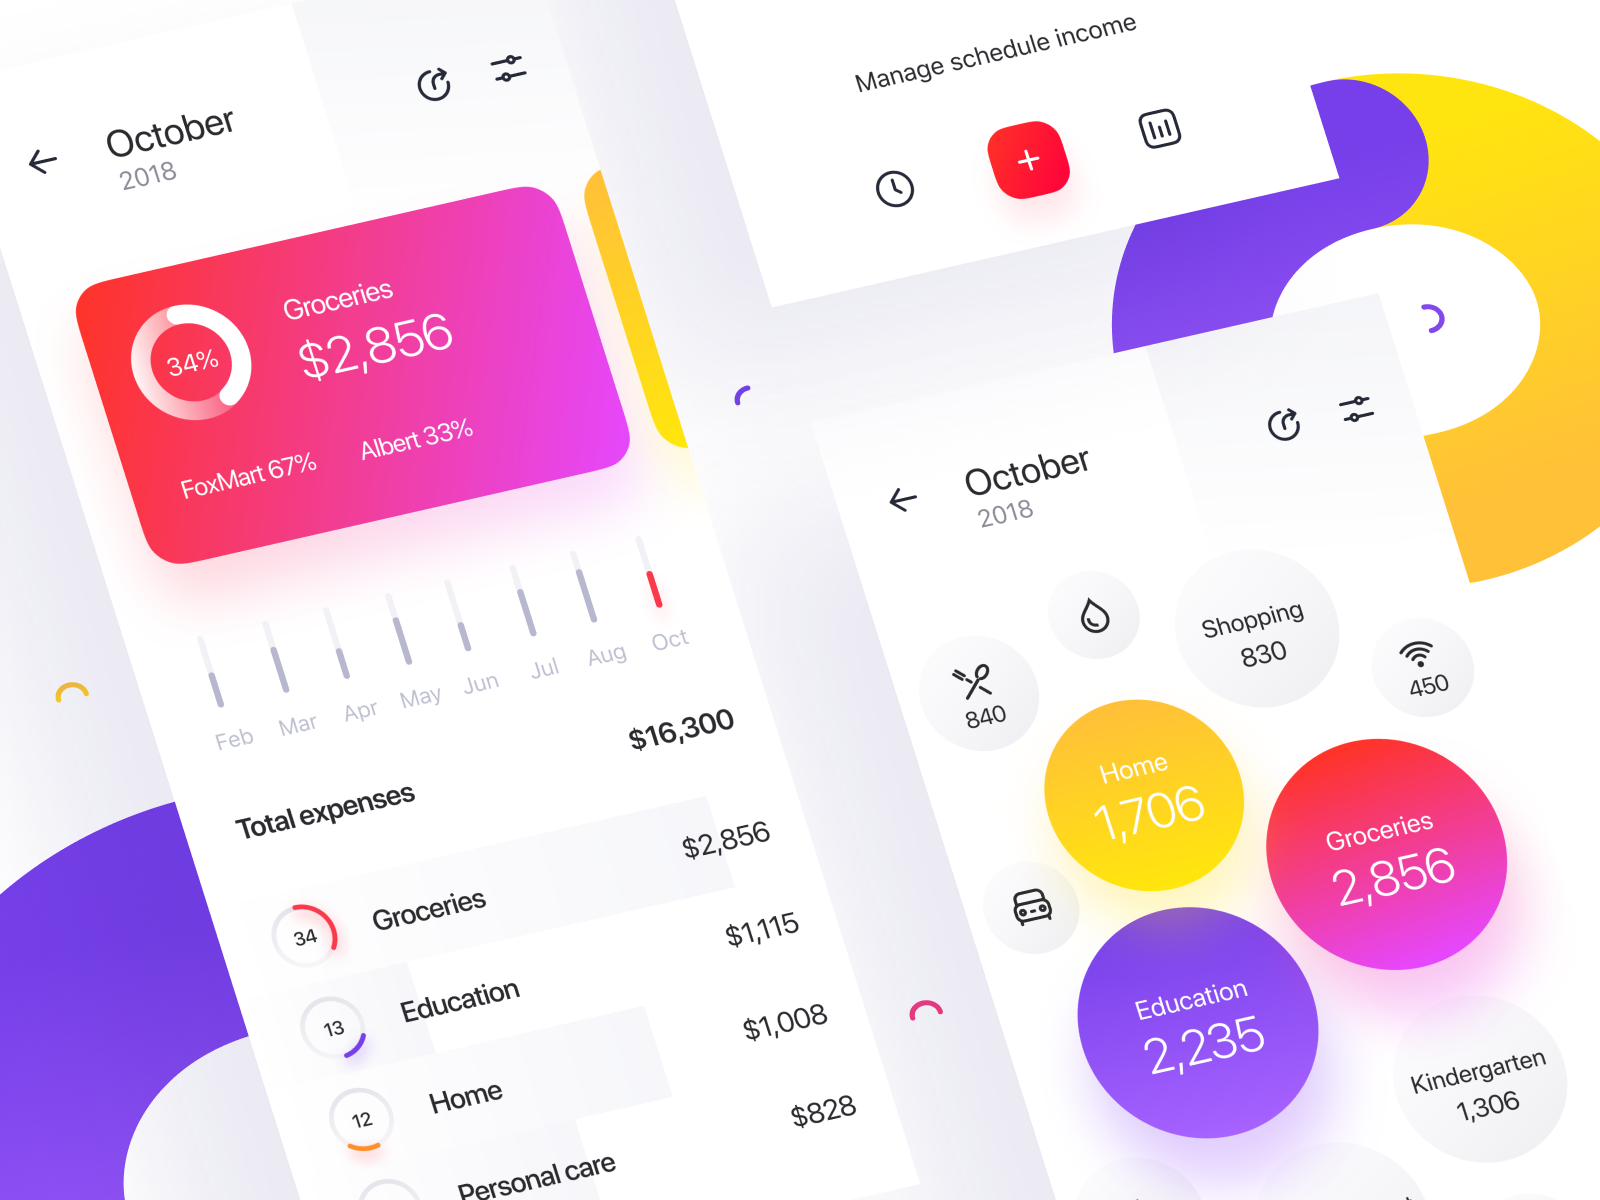 October
2018
Groceries
$2,856
34%
FoxMart 67%
Albert 33%
Feb
Mar
Apr
May
Jun
Jul
Aug
Oct
Total expenses
$16,300
34
Groceries
$2,856
13
Education
$1,115
12
Home
$1,008
Personal care
$828
Manage schedule income
October
2018
Shopping
830
840
450
Home
1,706
Groceries
2,856
Education
2,235
Kindergarten
1,306